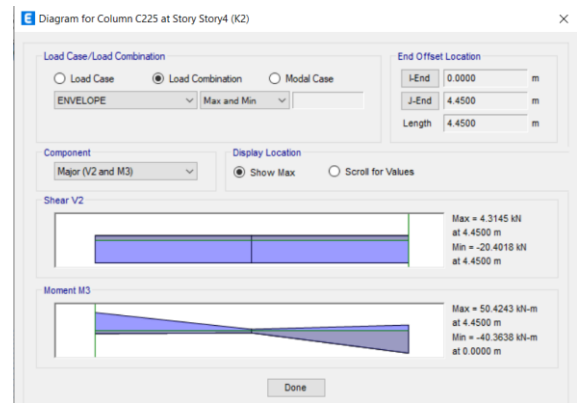 E Diagram for Column C225 at Story Story4 (K2)
Load Case/Load Combination
Load Case Load Combination Modal Case
ENVELOPE Max and Min
End Offset Location
I-End 0.0000 m
J-End 4.4500 m
Length 4.4500 m
Component
Major (V2 and M3)
Display Location
Show Max Scroll for Values
Shear V2
Max = 4.3145 kN
at 4.4500 m
Min = -20.4018 kN
at 4.4500 m
Moment M3
Max = 50.4243 kN-m
at 4.4500 m
Min = -40.3638 kN-m
at 0.0000 m
Done